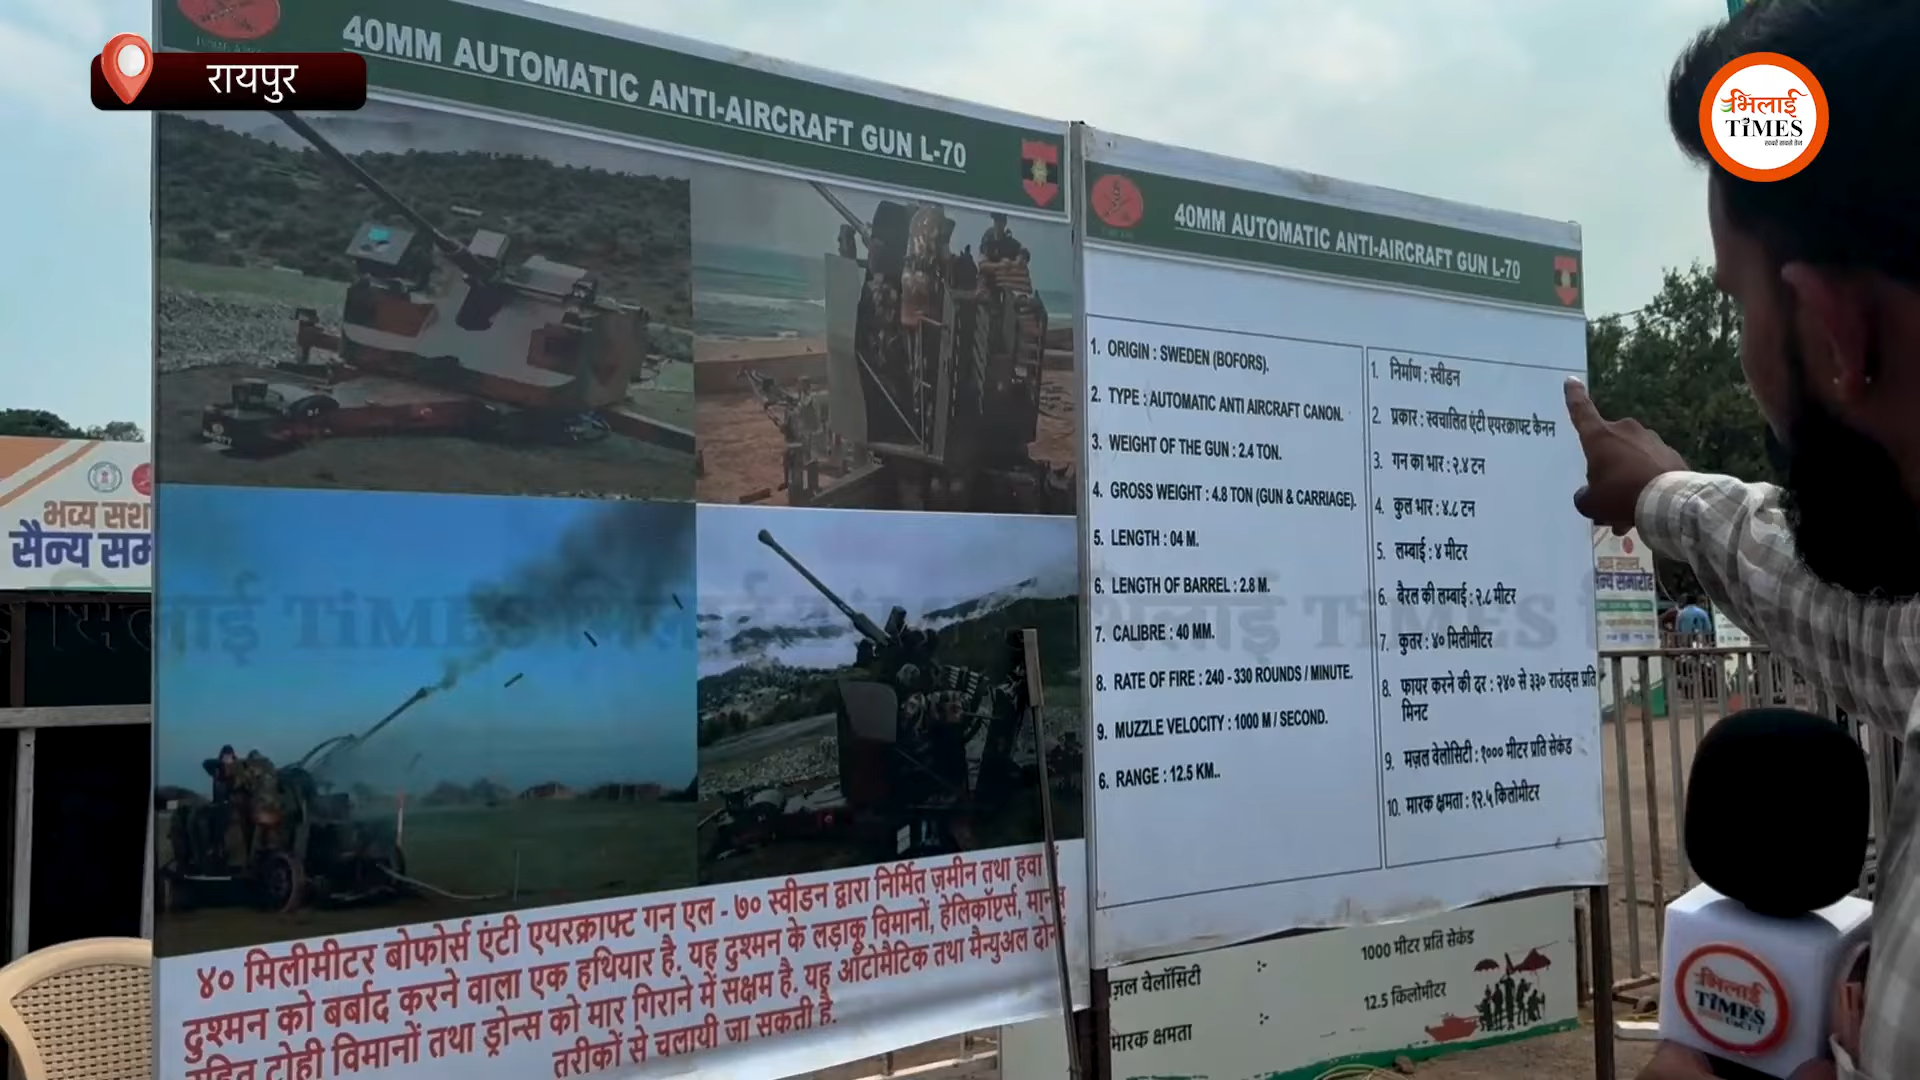 रायपुर
भिलाई
TiMES
40MM AUTOMATIC ANTI-AIRCRAFT GUN L-70
४० मिलीमीटर बोफोर्स एंटी एयरक्राफ्ट गन एल - ७० स्वीडन द्वारा निर्मित ज़मीन तथा हवा
दुश्मन को बर्बाद करने वाला एक हथियार है. यह दुश्मन के लड़ाकू विमानों, हेलिकॉप्टर्स,
टोही विमानों तथा ड्रोन्स को मार गिराने में सक्षम है. यह ऑटोमैटिक तथा मैन्युअल
तरीकों से चलायी जा सकती है.
40MM AUTOMATIC ANTI-AIRCRAFT GUN L-70
1. ORIGIN : SWEDEN (BOFORS).
2. TYPE : AUTOMATIC ANTI AIRCRAFT CANON.
3. WEIGHT OF THE GUN : 2.4 TON.
4. GROSS WEIGHT : 4.8 TON (GUN & CARRIAGE).
5. LENGTH : 04 M.
6. LENGTH OF BARREL : 2.8 M.
7. CALIBRE : 40 MM.
8. RATE OF FIRE : 240 - 330 ROUNDS / MINUTE.
9. MUZZLE VELOCITY : 1000 M / SECOND.
6. RANGE : 12.5 KM..
1. निर्माण : स्वीडन
2. प्रकार : स्वचालित एंटी एयरक्राफ्ट कैनन
3. गन का भार : २.४ टन
4. कुल भार : ४.८ टन
5. लम्बाई : ४ मीटर
6. बैरल की लम्बाई : २.८ मीटर
7. कुतर : ४० मिलीमीटर
8. फायर करने की दर : २४० से ३३० राउंड्स प्रति
मिनट
9. मज़ल वेलोसिटी : १००० मीटर प्रति सेकंड
10. मारक क्षमता : १२.५ किलोमीटर
वेलॉसिटी :- 1000 मीटर प्रति सेकंड
मारक क्षमता :- 12.5 किलोमीटर
भव्य
सैन्य
समारोह
भिलाई TiMES भिलाई TiMES भिलाई TiMES
भिलाई
TiMES